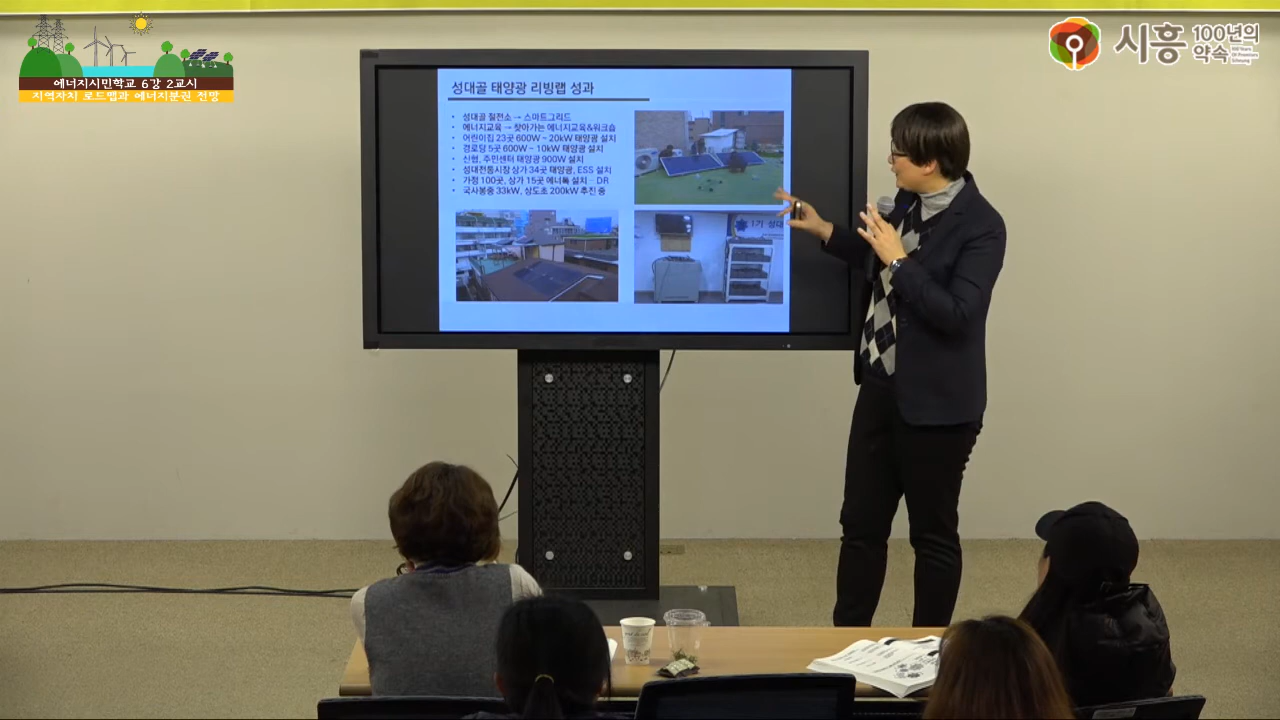 에너지시민학교 6강 2교시
지역자치 로드맵과 에너지분권 전망
시흥 100년의 약속
성대골 태양광 리빙랩 성과
• 성대골 절전소 → 스마트그리드
• 에너지교육 → 찾아가는 에너지교육&워크숍
• 어린이집 23곳 600W ~ 20kW 태양광 설치
• 경로당 5곳 600W ~ 10kW 태양광 설치
• 신협, 주민센터 태양광 900W 설치
• 성대전통시장 상가 34곳 태양광, ESS 설치
• 가정 100곳, 상가 15곳 에너톡 설치 – DR
• 국사봉중 33kW, 상도초 200kW 추진 중